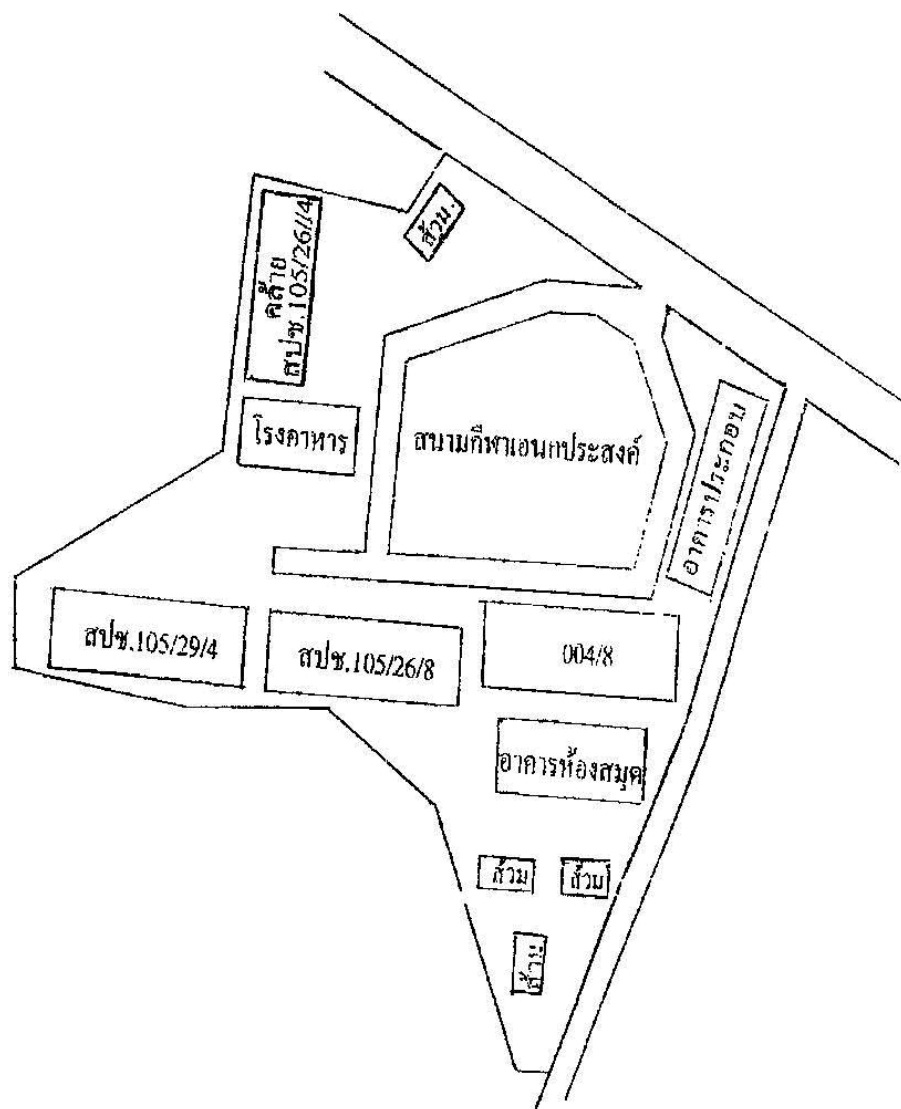 ส้วม
คล้าย
สปช.105/26//4
โรงอาหาร
สนามกีฬาเอนกประสงค์
อาคารประกอบ
สปช.105/29/4
สปช.105/26/8
004/8
อาคารห้องสมุด
ส้วม
ส้วม
ส้วม